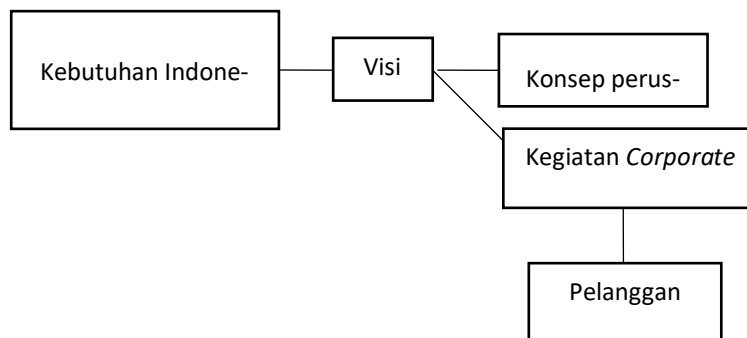 Kebutuhan Indone-
Visi
Konsep perus-
Kegiatan Corporate
Pelanggan